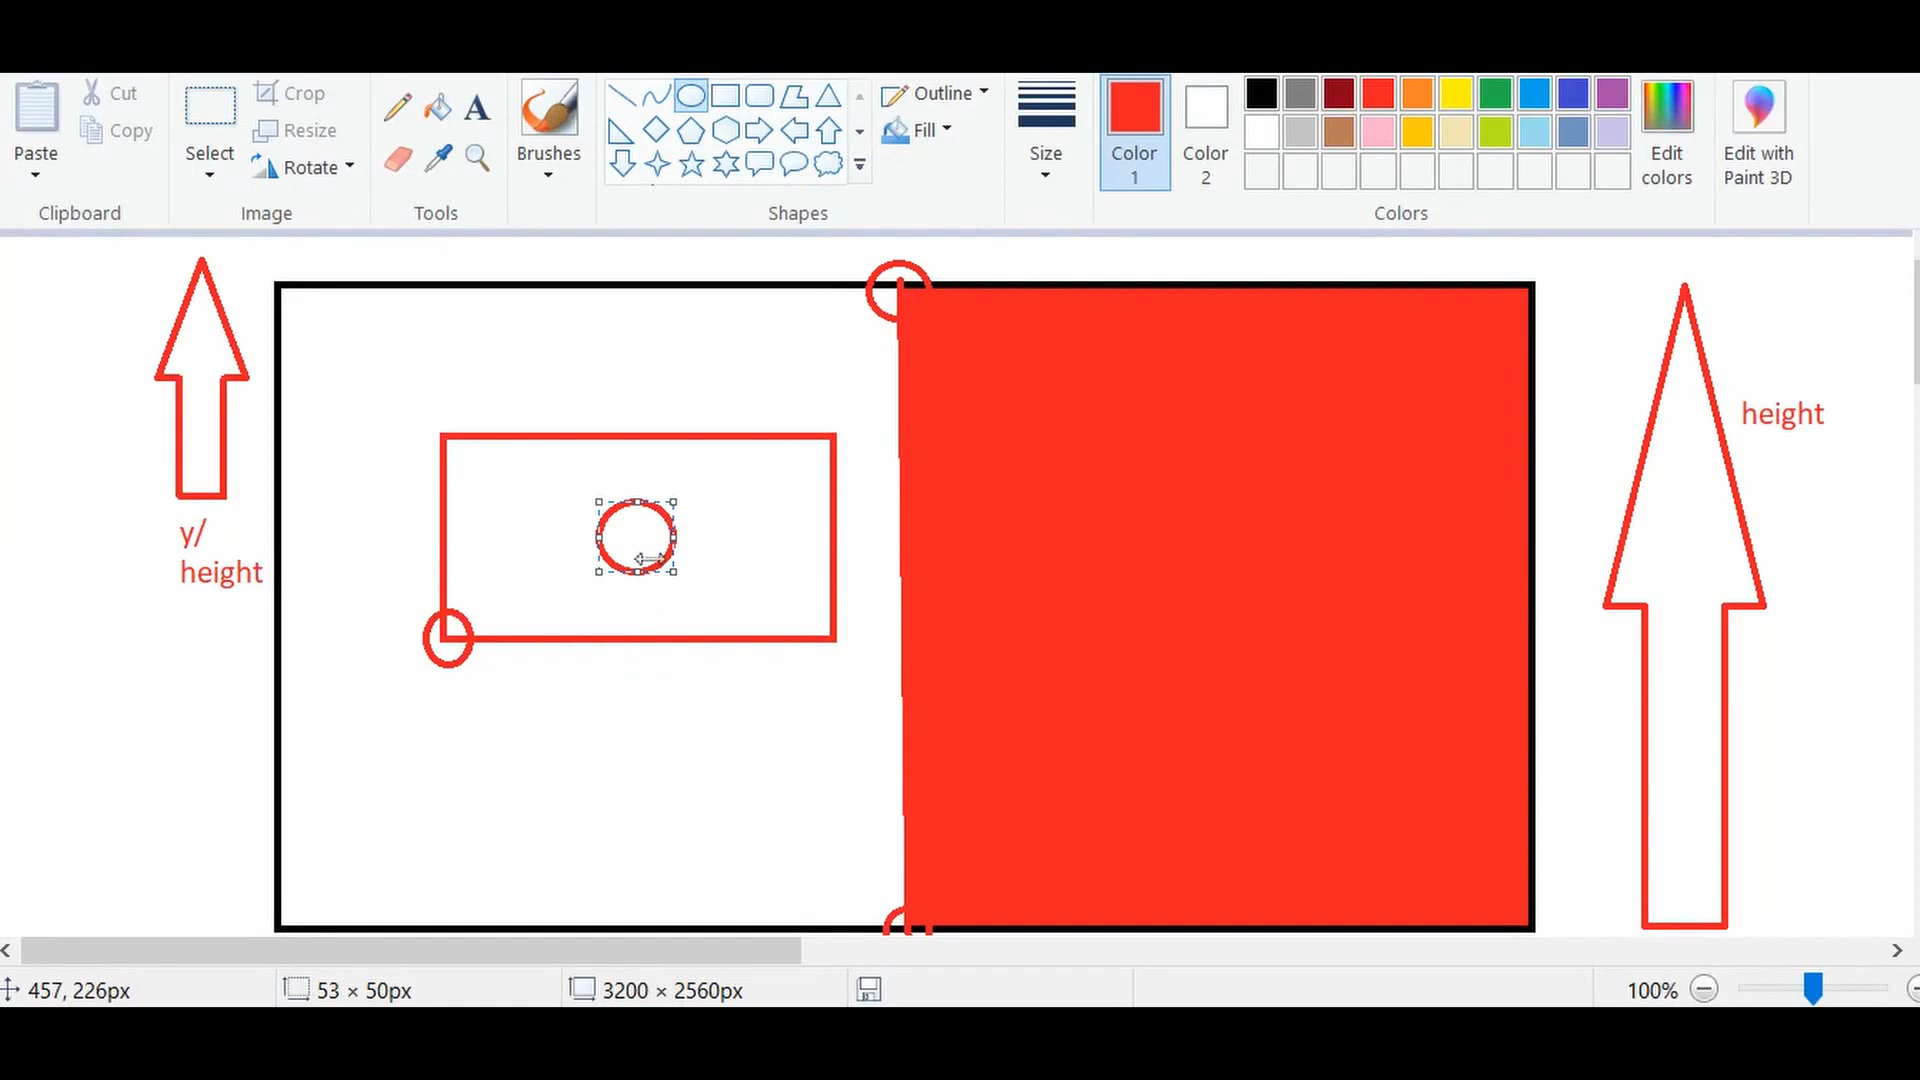 Paste
Cut
Copy
Clipboard
Select
Crop
Resize
Rotate
Image
A
Tools
Brushes
Shapes
Outline
Fill
Size
Color
1
Color
2
Colors
Edit
colors
Edit with
Paint 3D
y/
height
height
457, 226px
53 × 50px
3200 × 2560px
100%